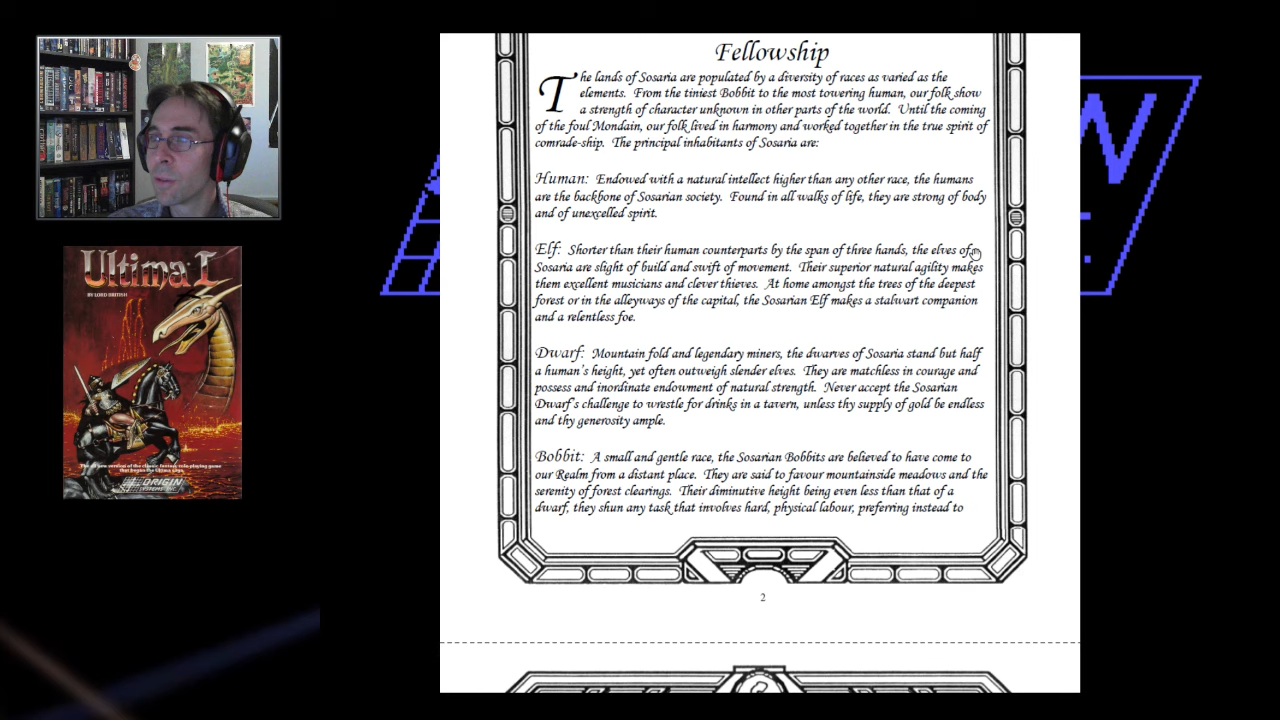 Fellowship
The lands of Sosaria are populated by a diversity of races as varied as the
elements. From the tiniest Bobbit to the most towering human, our folk show
a strength of character unknown in other parts of the world. Until the coming
of the foul Mondain, our folk lived in harmony and worked together in the true spirit of
comrade-ship. The principal inhabitants of Sosaria are:
Human: Endowed with a natural intellect higher than any other race, the humans
are the backbone of Sosarian society. Found in all walks of life, they are strong of body
and of unexcelled spirit.
Elf: Shorter than their human counterparts by the span of three hands, the elves of
Sosaria are slight of build and swift of movement. Their superior natural agility makes
them excellent musicians and clever thieves. At home amongst the trees of the deepest
forest or in the alleyways of the capital, the Sosarian Elf makes a stalwart companion
and a relentless foe.
Dwarf: Mountain fold and legendary miners, the dwarves of Sosaria stand but half
a human's height, yet often outweigh slender elves. They are matchless in courage and
possess and inordinate endowment of natural strength. Never accept the Sosarian
Dwarf's challenge to wrestle for drinks in a tavern, unless thy supply of gold be endless
and thy generosity ample.
Bobbit: A small and gentle race, the Sosarian Bobbits are believed to have come to
our Realm from a distant place. They are said to favour mountainside meadows and the
serenity of forest clearings. Their diminutive height being even less than that of a
dwarf, they shun any task that involves hard, physical labour, preferring instead to
2
Ultima I
BY LORD BRITISH
ORIGIN
SYSTEMS INC.